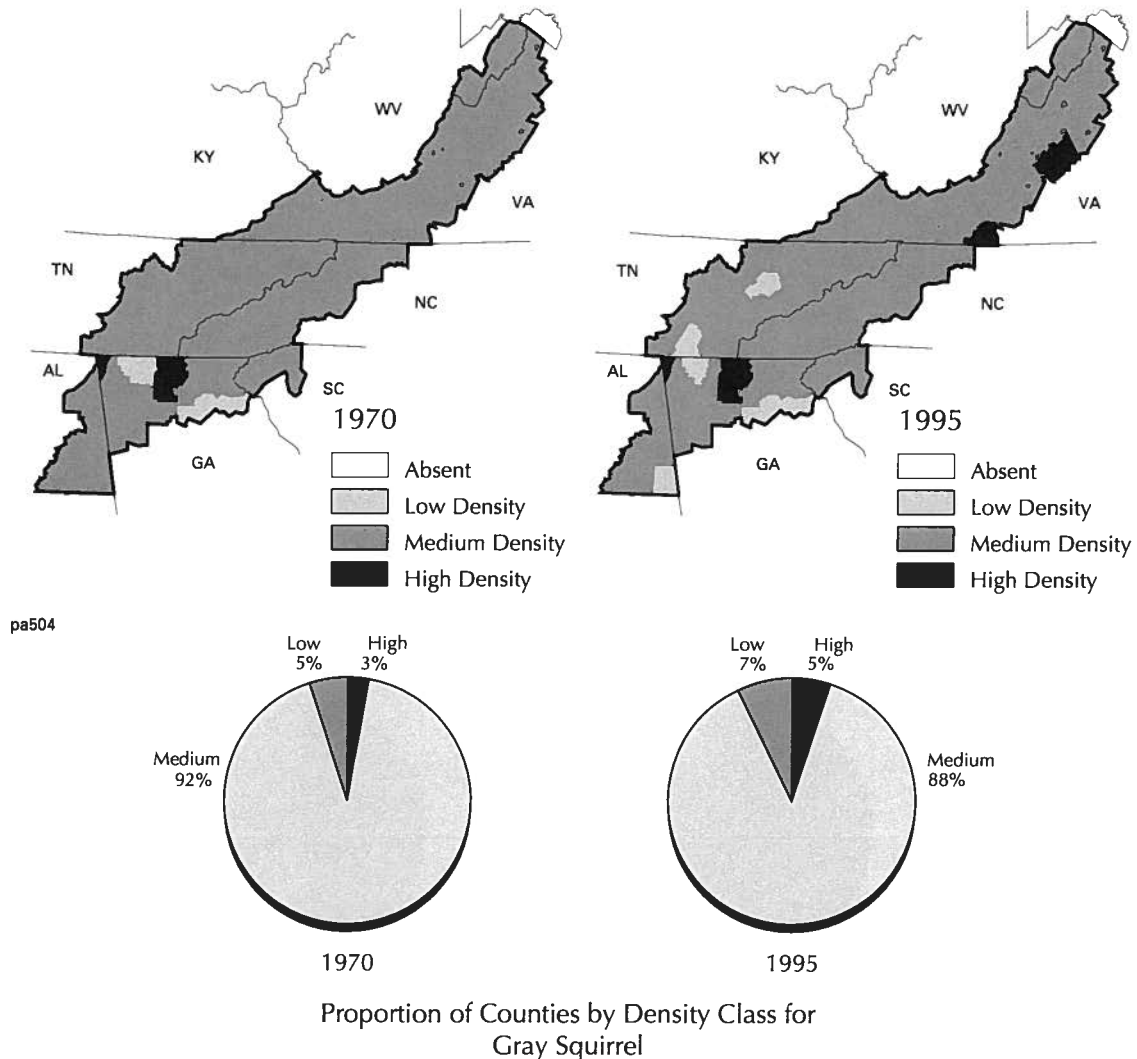 WV
KY
VA
TN
NC
AL
SC
1970
GA
Absent
Low Density
Medium Density
High Density
WV
KY
VA
TN
NC
AL
SC
1995
GA
Absent
Low Density
Medium Density
High Density
pa504
Low
5%
High
3%
Medium
92%
1970
Low
7%
High
5%
Medium
88%
1995
Proportion of Counties by Density Class for
Gray Squirrel